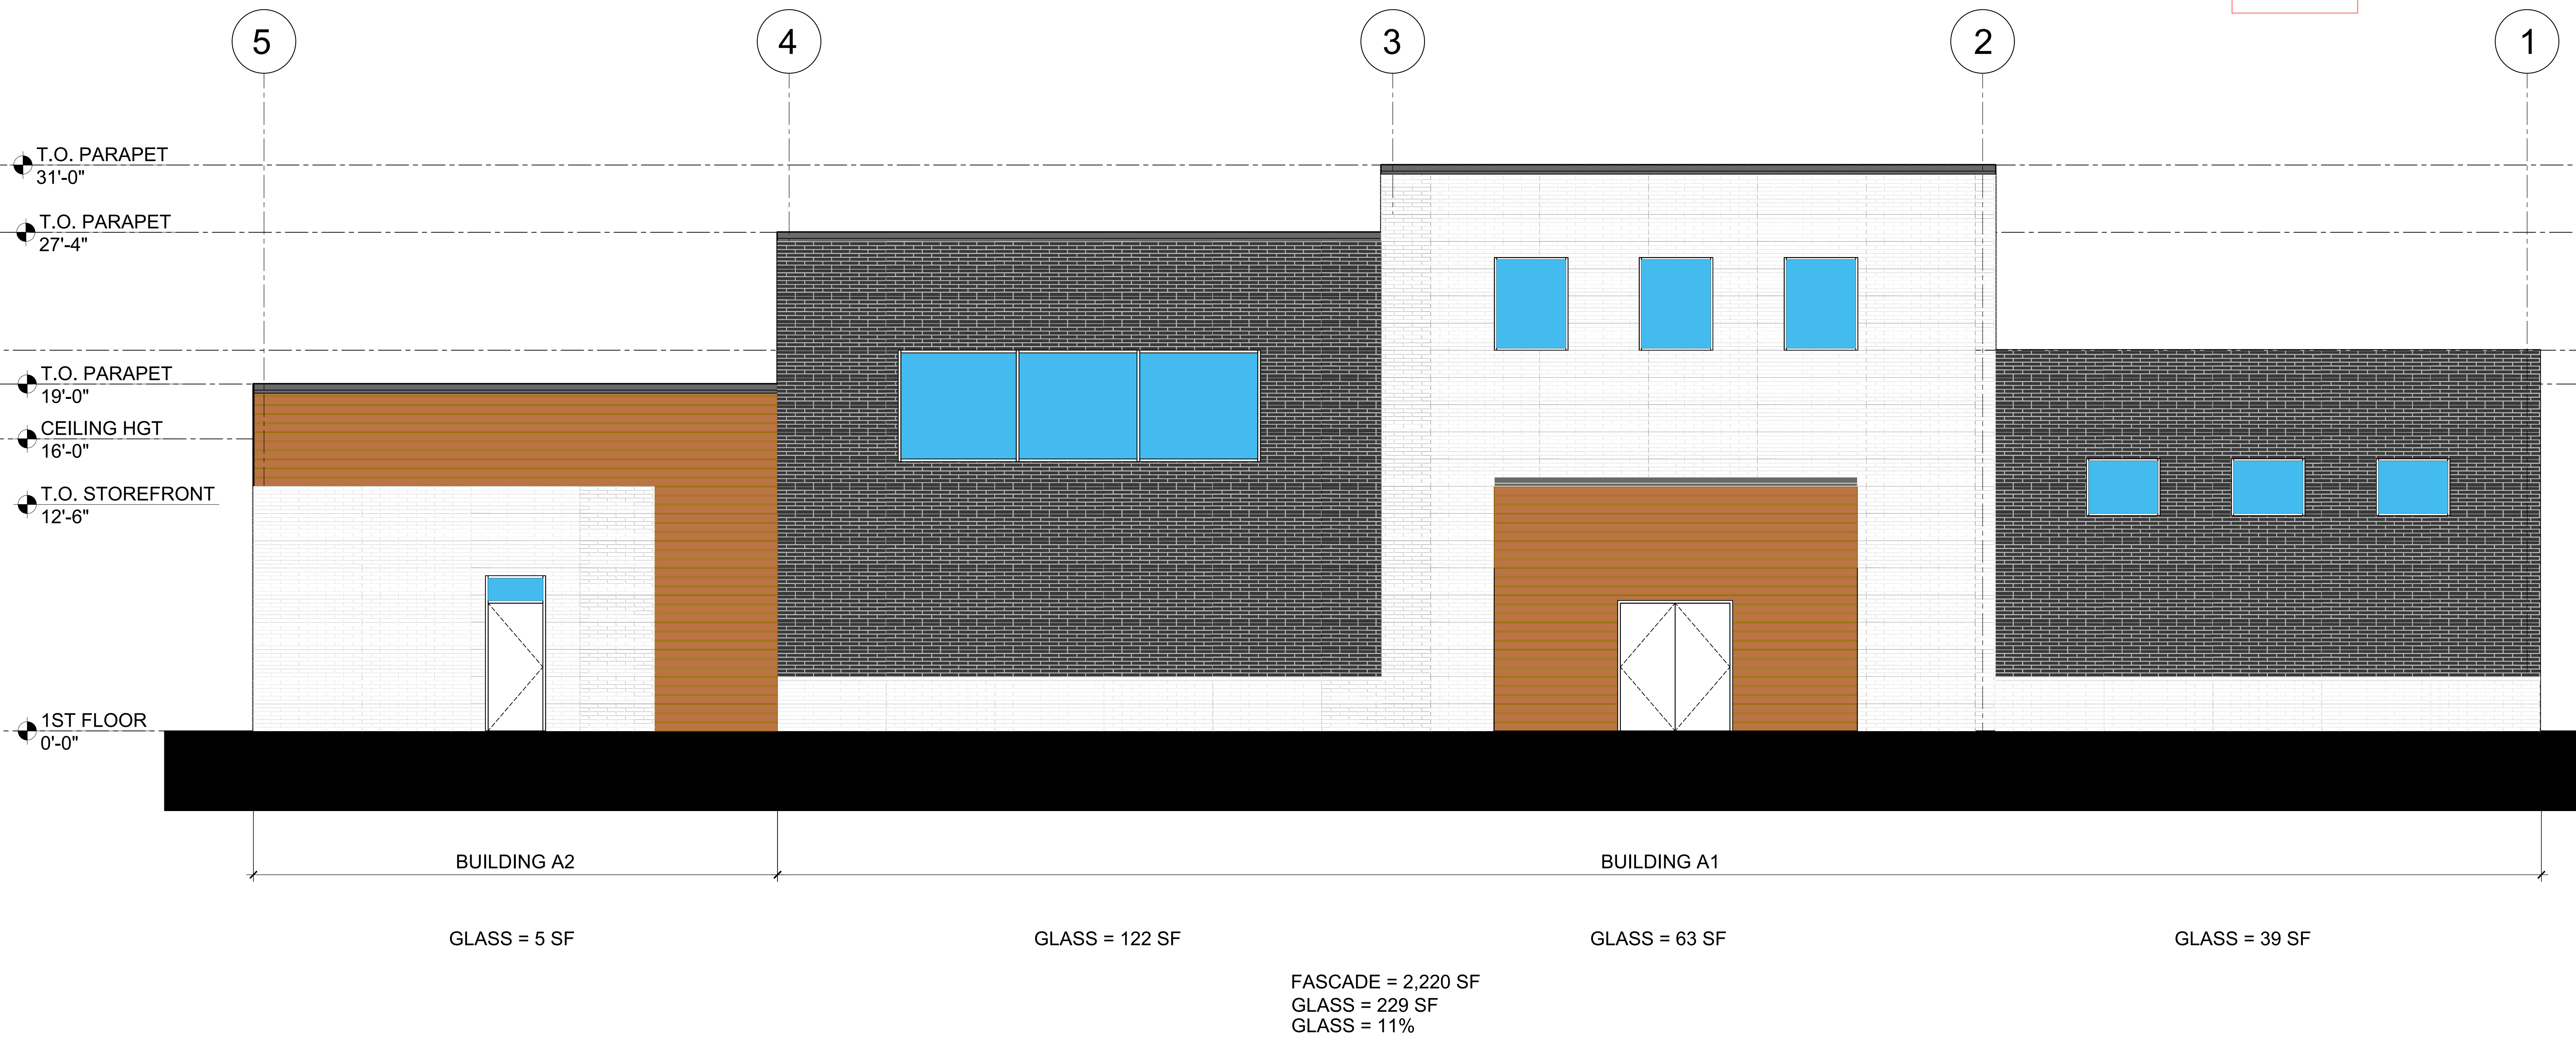 5 4 3 2 1
T.O. PARAPET
31'-0"
T.O. PARAPET
27'-4"
T.O. PARAPET
19'-0"
CEILING HGT
16'-0"
T.O. STOREFRONT
12'-6"
1ST FLOOR
0'-0"
BUILDING A2 BUILDING A1
GLASS = 5 SF GLASS = 122 SF GLASS = 63 SF GLASS = 39 SF
FASCADE = 2,220 SF
GLASS = 229 SF
GLASS = 11%